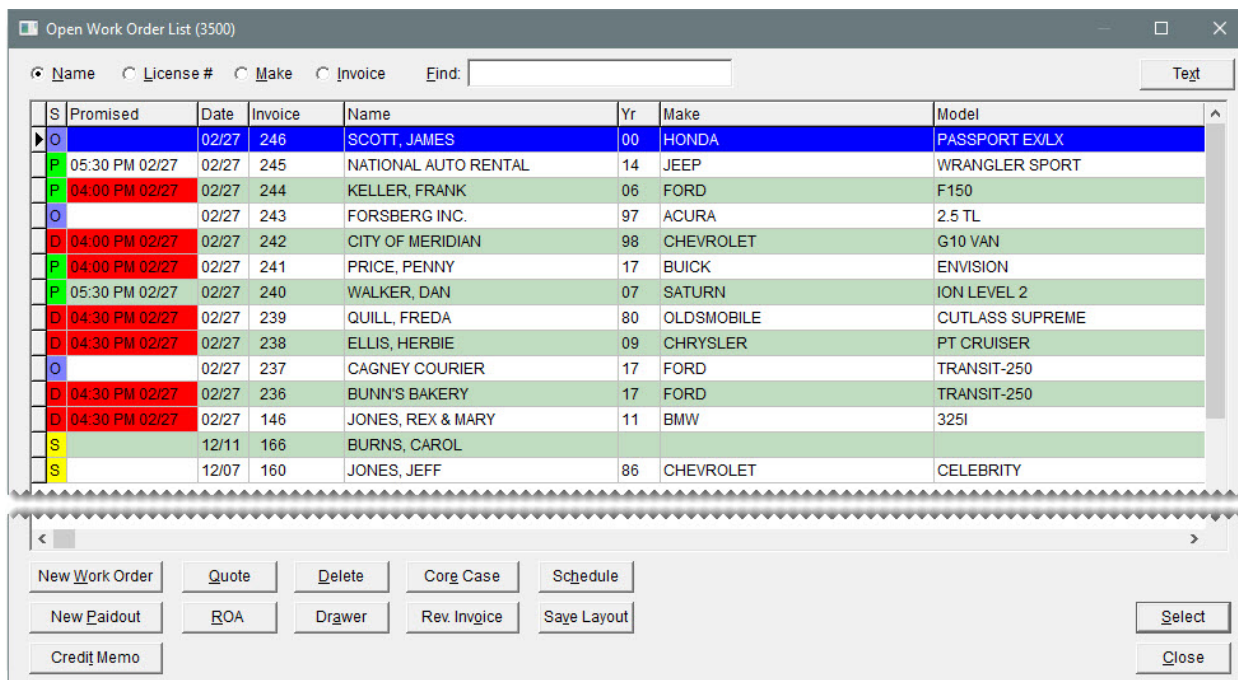 Open Work Order List (3500)
Name License # Make Invoice Find: Text
S Promised Date Invoice Name Yr Make Model
O 02/27 246 SCOTT, JAMES 00 HONDA PASSPORT EX/LX
P 05:30 PM 02/27 02/27 245 NATIONAL AUTO RENTAL 14 JEEP WRANGLER SPORT
P 04:00 PM 02/27 02/27 244 KELLER, FRANK 06 FORD F150
O 02/27 243 FORSBERG INC. 97 ACURA 2.5 TL
D 04:00 PM 02/27 02/27 242 CITY OF MERIDIAN 98 CHEVROLET G10 VAN
P 04:00 PM 02/27 02/27 241 PRICE, PENNY 17 BUICK ENVISION
P 05:30 PM 02/27 02/27 240 WALKER, DAN 07 SATURN ION LEVEL 2
D 04:30 PM 02/27 02/27 239 QUILL, FREDA 80 OLDSMOBILE CUTLASS SUPREME
D 04:30 PM 02/27 02/27 238 ELLIS, HERBIE 09 CHRYSLER PT CRUISER
O 02/27 237 CAGNEY COURIER 17 FORD TRANSIT-250
D 04:30 PM 02/27 02/27 236 BUNN'S BAKERY 17 FORD TRANSIT-250
D 04:30 PM 02/27 02/27 146 JONES, REX & MARY 11 BMW 325I
S 12/11 166 BURNS, CAROL
S 12/07 160 JONES, JEFF 86 CHEVROLET CELEBRITY
New Work Order Quote Delete Core Case Schedule
New Paidout ROA Drawer Rev. Invoice Save Layout Select
Credit Memo Close